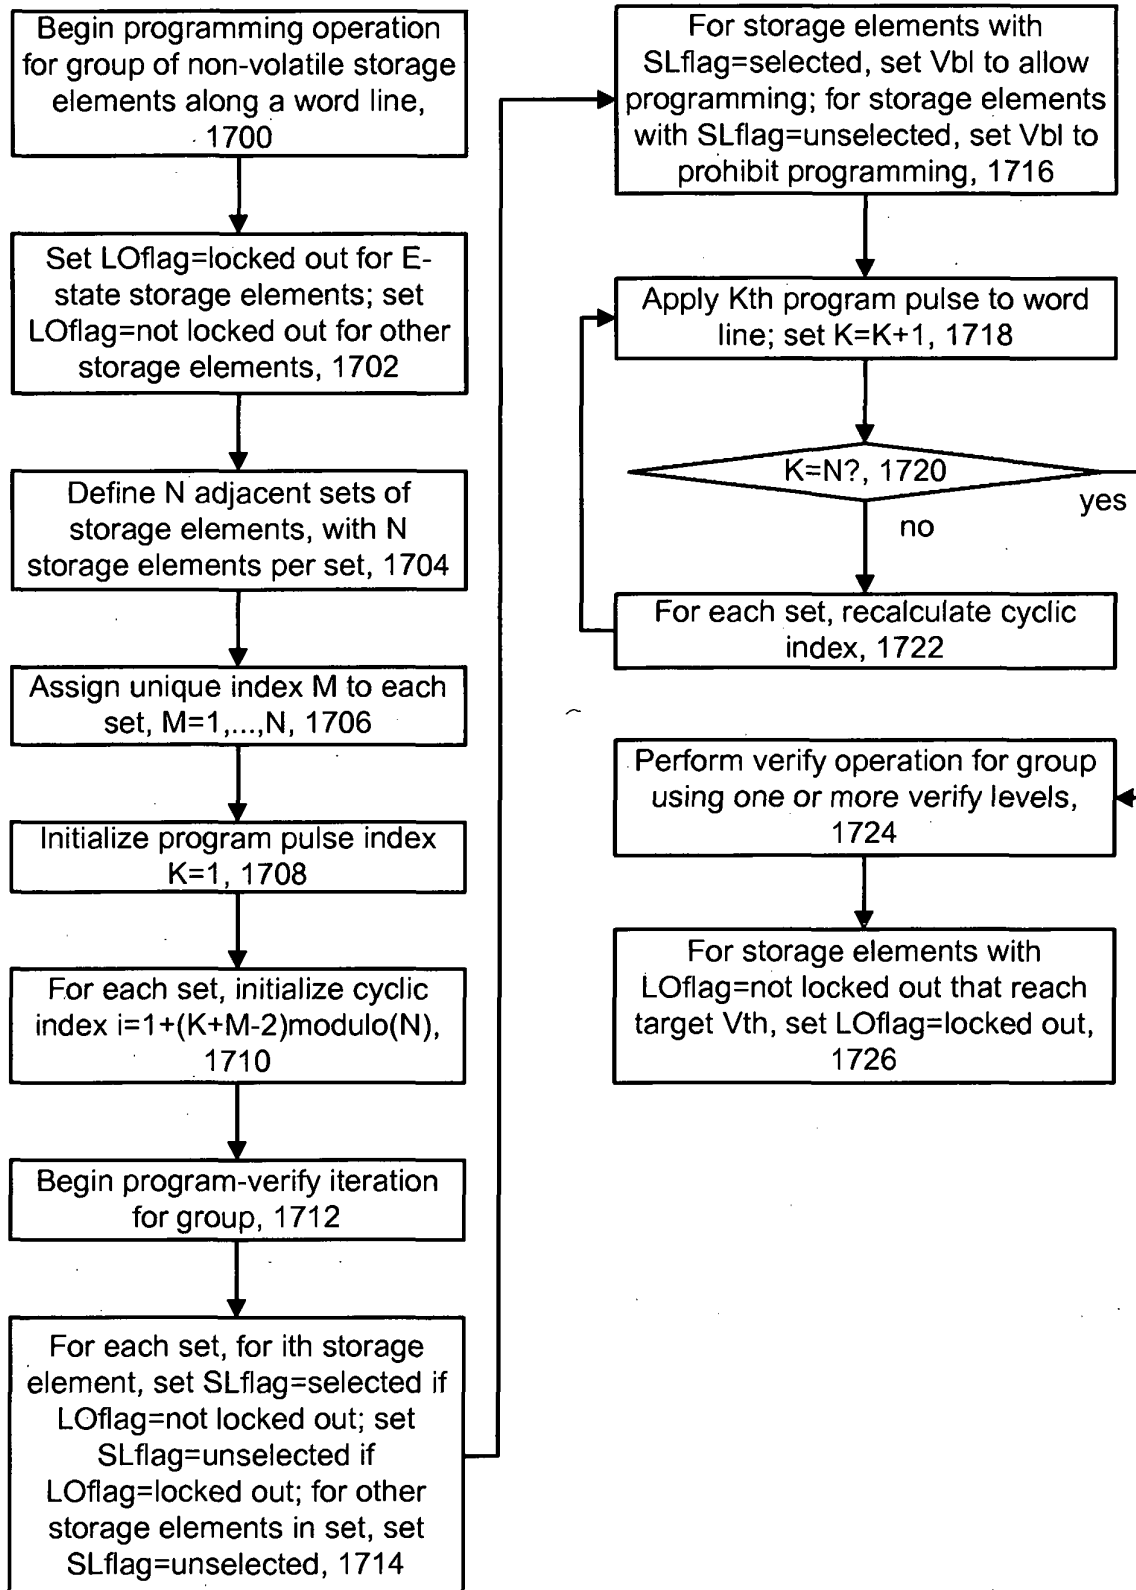 Begin programming operation
for group of non-volatile storage
elements along a word line,
1700
Set LOflag=locked out for E-
state storage elements; set
LOflag=not locked out for other
storage elements, 1702
Define N adjacent sets of
storage elements, with N
storage elements per set, 1704
Assign unique index M to each
set, M=1,...,N, 1706
Initialize program pulse index
K=1, 1708
For each set, initialize cyclic
index i=1+(K+M-2)modulo(N),
1710
Begin program-verify iteration
for group, 1712
For each set, for ith storage
element, set SLflag=selected if
LOflag=not locked out; set
SLflag=unselected if
LOflag=locked out; for other
storage elements in set, set
SLflag=unselected, 1714
For storage elements with
SLflag=selected, set Vbl to allow
programming; for storage elements
with SLflag=unselected, set Vbl to
prohibit programming, 1716
Apply Kth program pulse to word
line; set K=K+1, 1718
K=N?, 1720
yes
no
For each set, recalculate cyclic
index, 1722
Perform verify operation for group
using one or more verify levels,
1724
For storage elements with
LOflag=not locked out that reach
target Vth, set LOflag=locked out,
1726